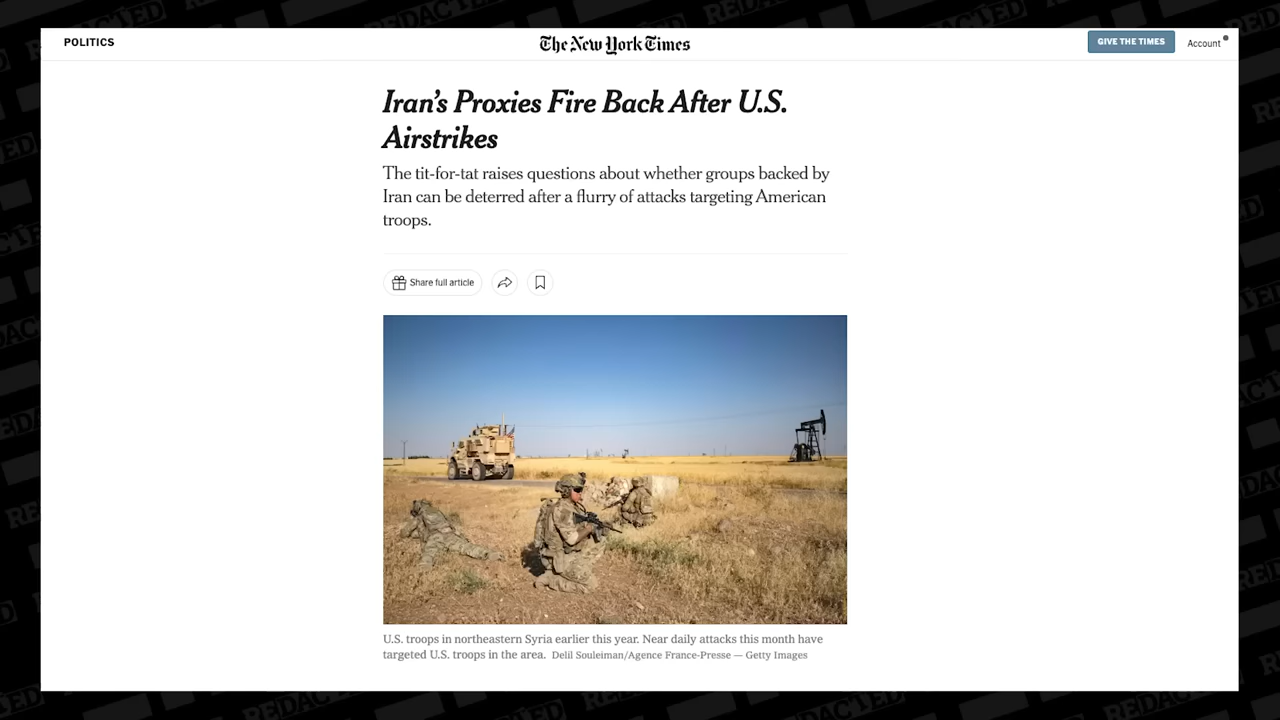 POLITICS
The New York Times
GIVE THE TIMES
Account
Iran's Proxies Fire Back After U.S.
Airstrikes
The tit-for-tat raises questions about whether groups backed by
Iran can be deterred after a flurry of attacks targeting American
troops.
Share full article
U.S. troops in northeastern Syria earlier this year. Near daily attacks this month have
targeted U.S. troops in the area. Delil Souleiman/Agence France-Presse — Getty Images
REDACTED